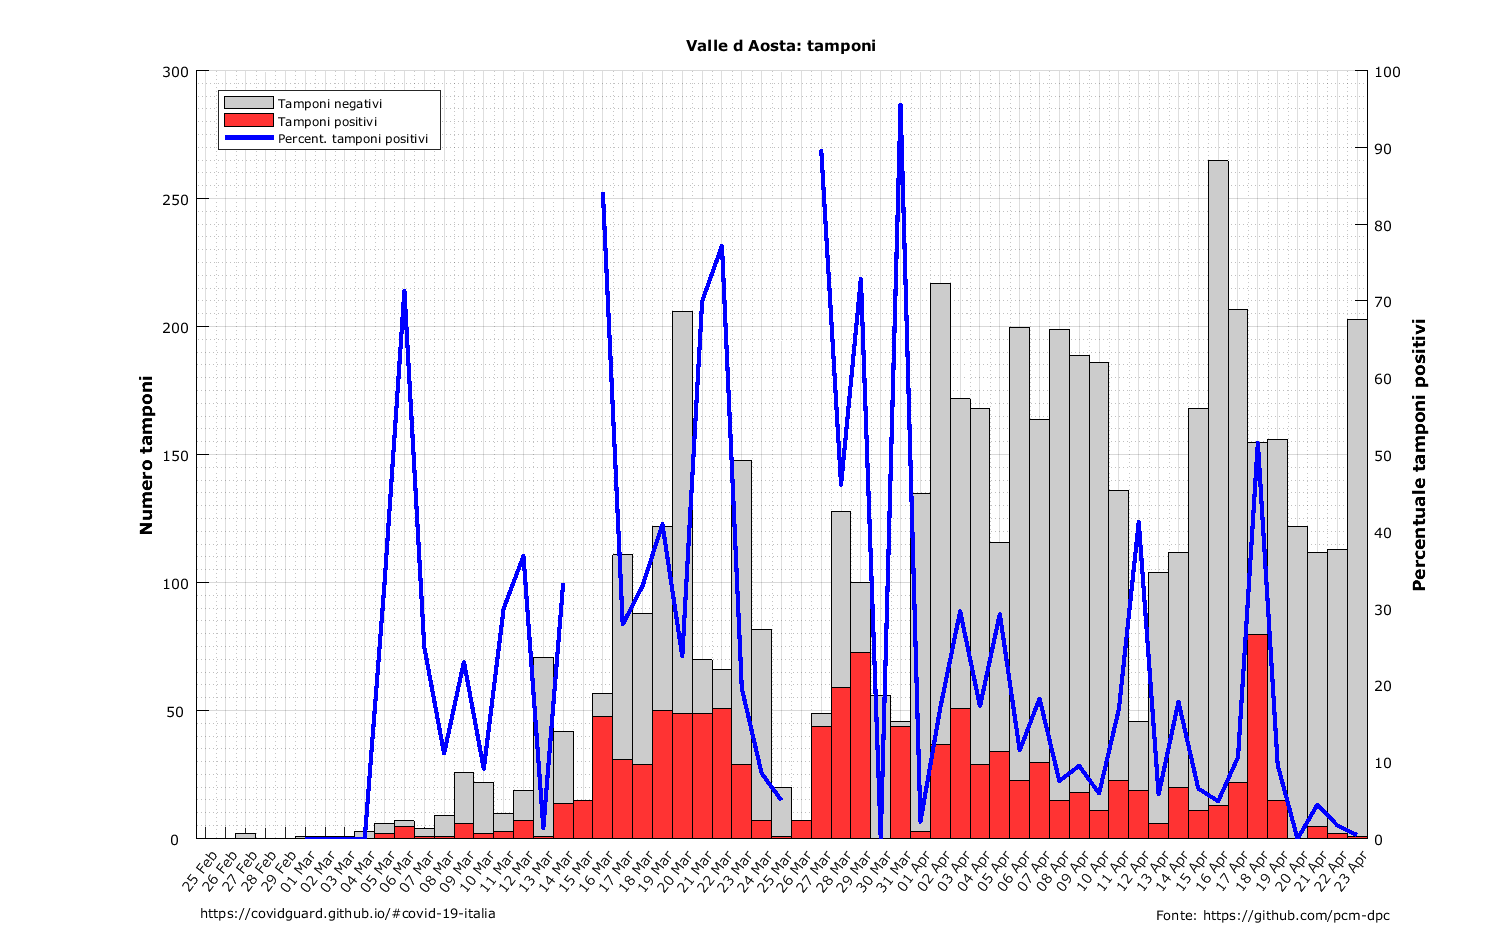 Valle d Aosta: tamponi
Tamponi negativi
Tamponi positivi
Percent. tamponi positivi
Numero tamponi
300
250
200
150
100
50
0
Percentuale tamponi positivi
100
90
80
70
60
50
40
30
20
10
0
25 Feb
26 Feb
27 Feb
28 Feb
29 Feb
01 Mar
02 Mar
03 Mar
04 Mar
05 Mar
06 Mar
07 Mar
08 Mar
09 Mar
10 Mar
11 Mar
12 Mar
13 Mar
14 Mar
15 Mar
16 Mar
17 Mar
18 Mar
19 Mar
20 Mar
21 Mar
22 Mar
23 Mar
24 Mar
25 Mar
26 Mar
27 Mar
28 Mar
29 Mar
30 Mar
31 Mar
01 Apr
02 Apr
03 Apr
04 Apr
05 Apr
06 Apr
07 Apr
08 Apr
09 Apr
10 Apr
11 Apr
12 Apr
13 Apr
14 Apr
15 Apr
16 Apr
17 Apr
18 Apr
19 Apr
20 Apr
21 Apr
22 Apr
23 Apr
https://covidguard.github.io/#covid-19-italia
Fonte: https://github.com/pcm-dpc